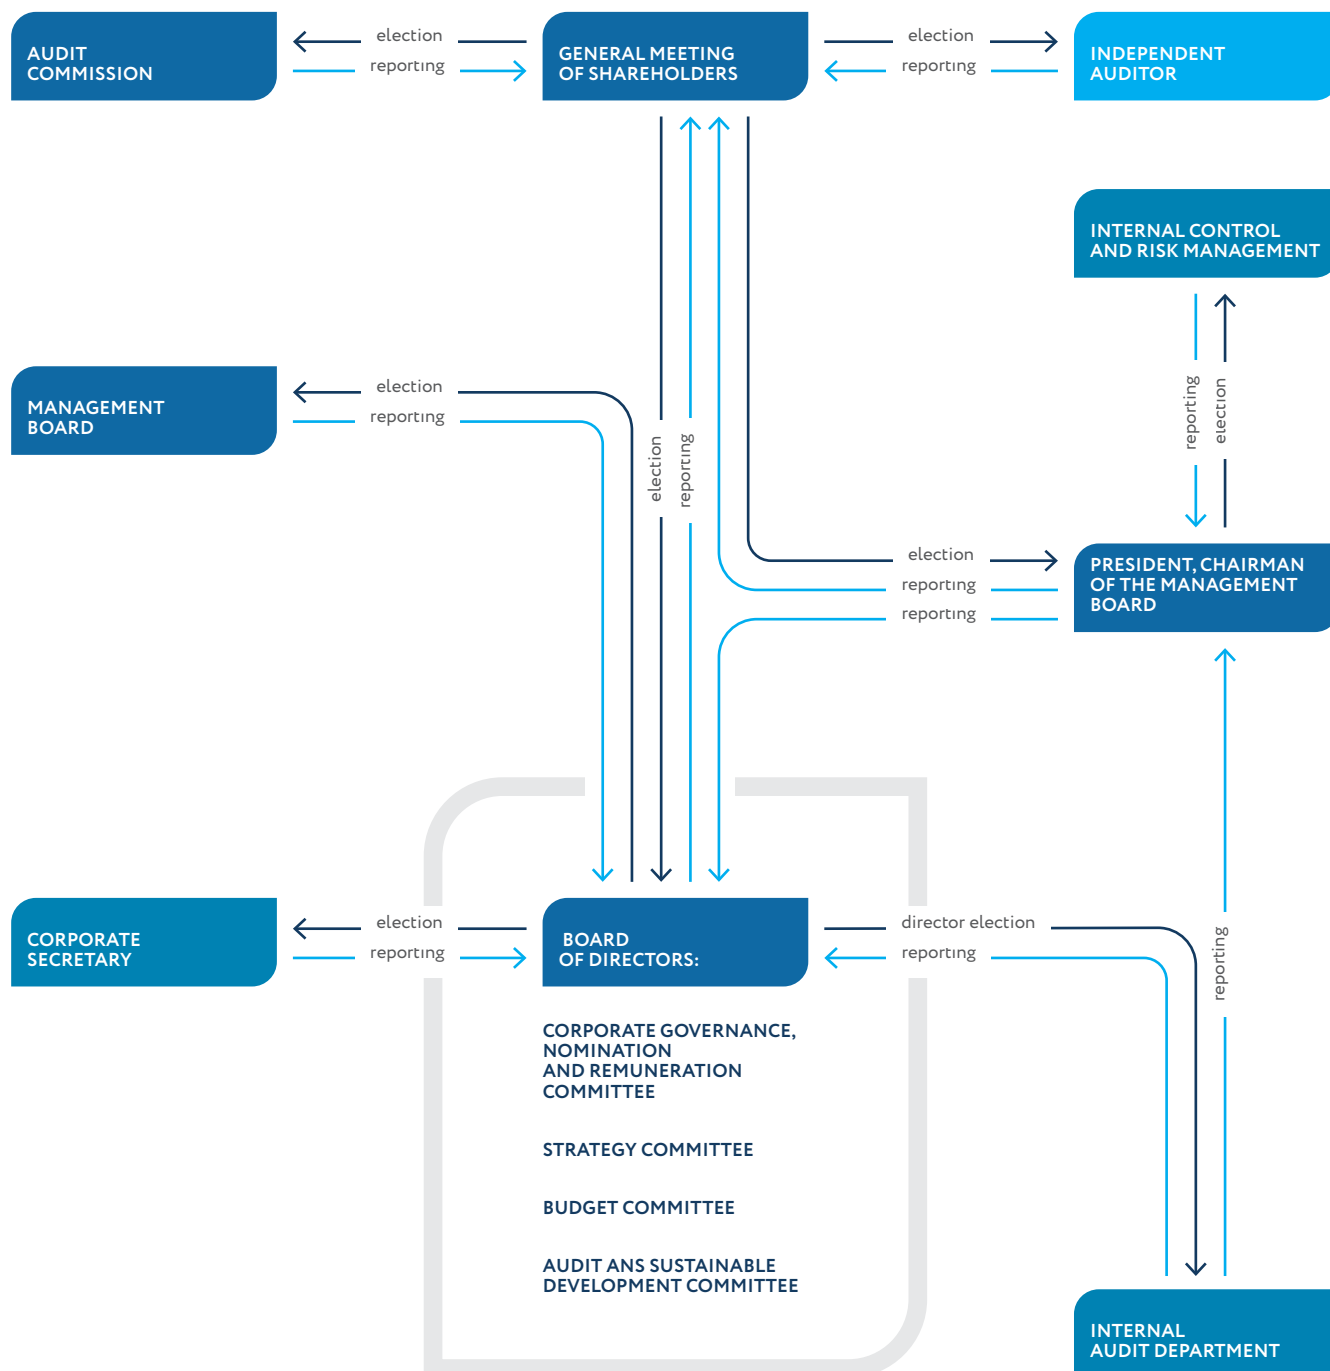 AUDIT
COMMISSION
election
reporting
GENERAL MEETING
OF SHAREHOLDERS
election
reporting
INDEPENDENT
AUDITOR
INTERNAL CONTROL
AND RISK MANAGEMENT
reporting
election
MANAGEMENT
BOARD
election
reporting
election
reporting
election
reporting
reporting
PRESIDENT, CHAIRMAN
OF THE MANAGEMENT
BOARD
CORPORATE
SECRETARY
election
reporting
BOARD
OF DIRECTORS:
director election
reporting
reporting
CORPORATE GOVERNANCE,
NOMINATION
AND REMUNERATION
COMMITTEE
STRATEGY COMMITTEE
BUDGET COMMITTEE
AUDIT ANS SUSTAINABLE
DEVELOPMENT COMMITTEE
INTERNAL
AUDIT DEPARTMENT